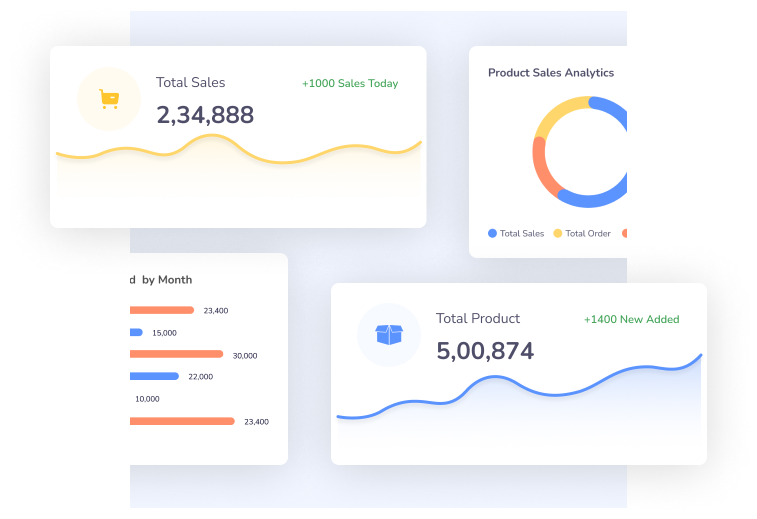 Total Sales
+1000 Sales Today
2,34,888
Product Sales Analytics
Total Sales
Total Order
d by Month
23,400
15,000
30,000
22,000
10,000
23,400
Total Product
+1400 New Added
5,00,874